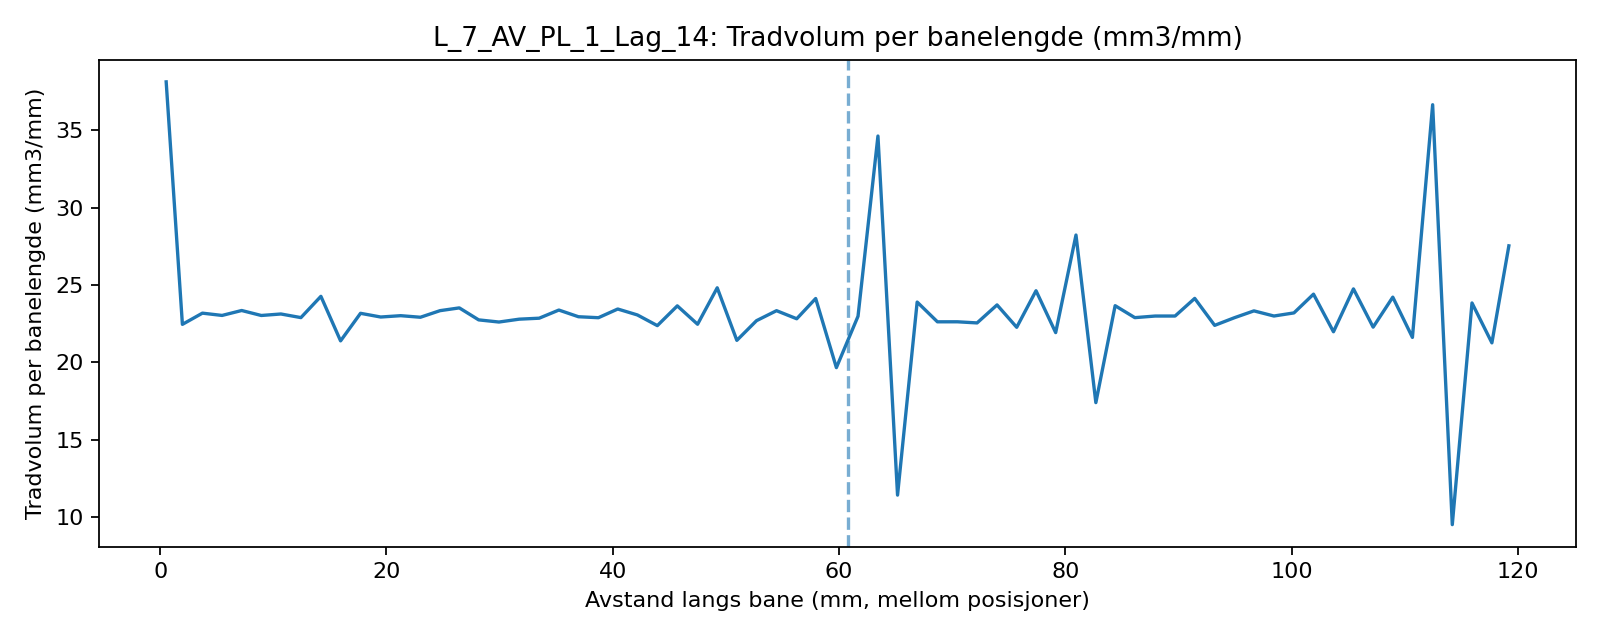 L_7_AV_PL_1_Lag_14: Tradvolum per banelengde (mm3/mm)
Tradvolum per banelengde (mm3/mm)
35
30
25
20
15
10
0 20 40 60 80 100 120
Avstand langs bane (mm, mellom posisjoner)